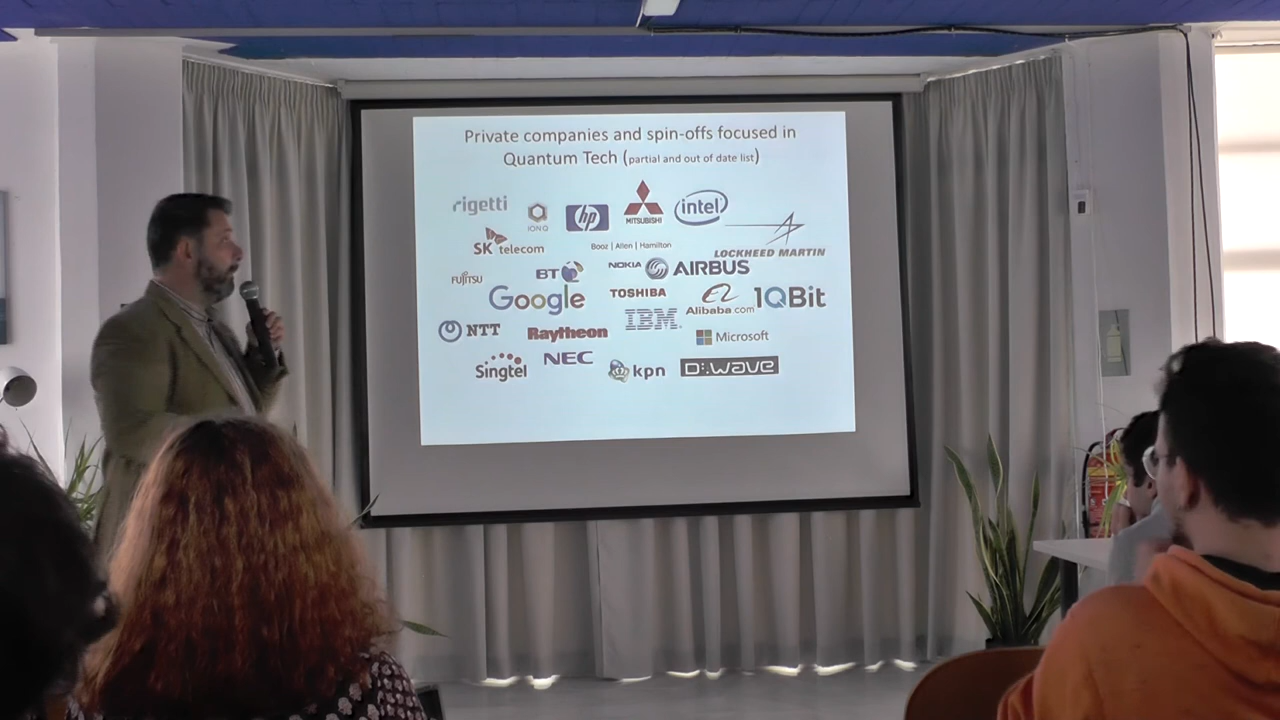 Private companies and spin-offs focused in
Quantum Tech (partial and out of date list)
rigetti
IONQ
hp
MITSUBISHI
intel
SK telecom
Booz | Allen | Hamilton
LOCKHEED MARTIN
FUJITSU
BT
NOKIA
AIRBUS
Google
TOSHIBA
Alibaba.com
1QBit
NTT
Raytheon
IBM
Microsoft
Singtel
NEC
kpn
D:wave